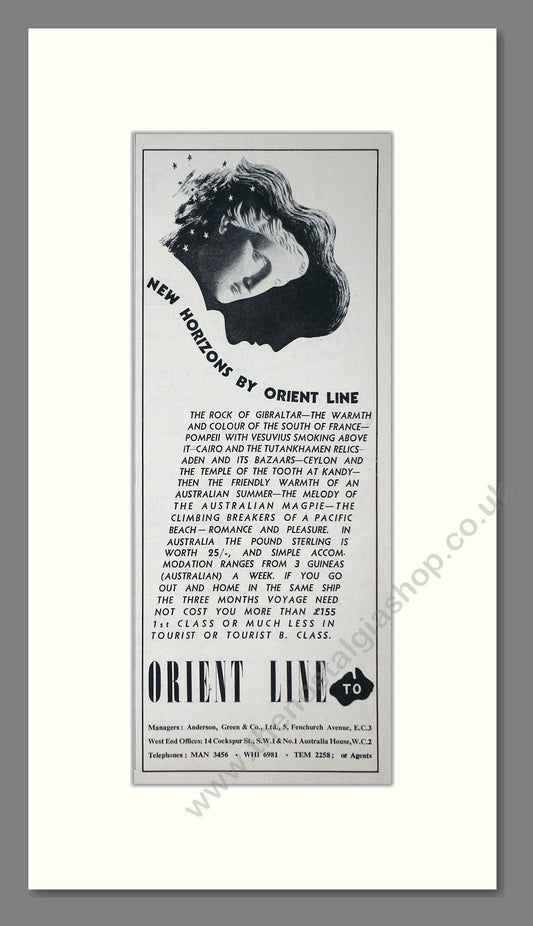 NEW HORIZONS BY ORIENT LINE
THE ROCK OF GIBRALTAR—THE WARMTH
AND COLOUR OF THE SOUTH OF FRANCE—
POMPEII WITH VESUVIUS SMOKING ABOVE
IT—CAIRO AND THE TUTANKHAMEN RELICS-
ADEN AND ITS BAZAARS—CEYLON AND
THE TEMPLE OF THE TOOTH AT KANDY—
THEN THE FRIENDLY WARMTH OF AN
AUSTRALIAN SUMMER—THE MELODY OF
THE AUSTRALIAN MAGPIE—THE
CLIMBING BREAKERS OF A PACIFIC
BEACH—ROMANCE AND PLEASURE. IN
AUSTRALIA THE POUND STERLING IS
WORTH 25/-, AND SIMPLE ACCOM-
MODATION RANGES FROM 3 GUINEAS
(AUSTRALIAN) A WEEK. IF YOU GO
OUT AND HOME IN THE SAME SHIP
THE THREE MONTHS VOYAGE NEED
NOT COST YOU MORE THAN £155
1st CLASS OR MUCH LESS IN
TOURIST OR TOURIST B. CLASS.
ORIENT LINE TO
Managers: Anderson, Green & Co., Ltd., 5, Fenchurch Avenue, E.C.3
West End Offices: 14 Cockspur St., S.W.1 & No.1 Australia House, W.C.2
Telephones: MAN 3456 · WHI 6981 · TEM 2258; or Agents
www.thenostalgiashop.co.uk